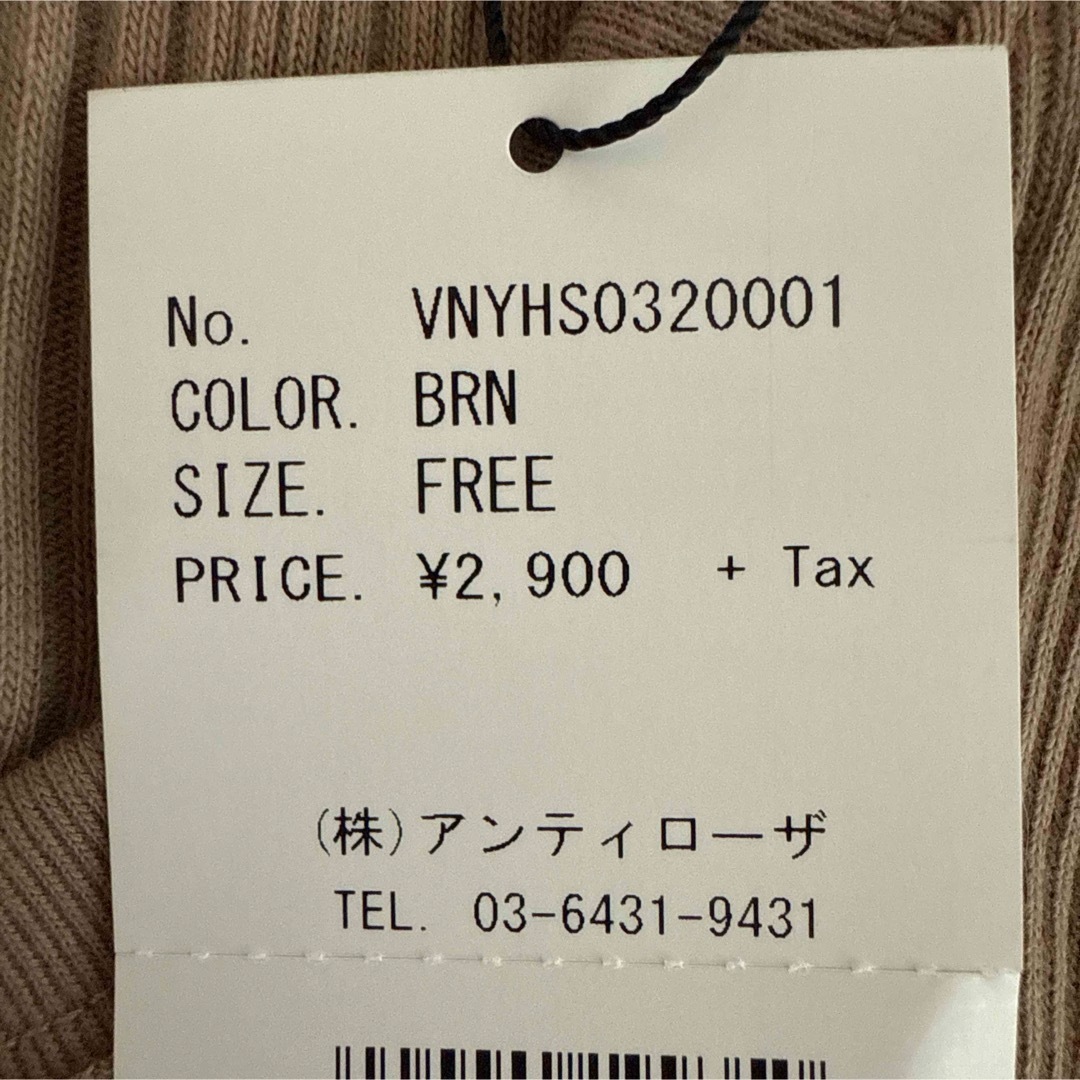 No. VNYHS0320001
COLOR. BRN
SIZE. FREE
PRICE. ¥2,900 + Tax
(株)アンティローザ
TEL. 03-6431-9431